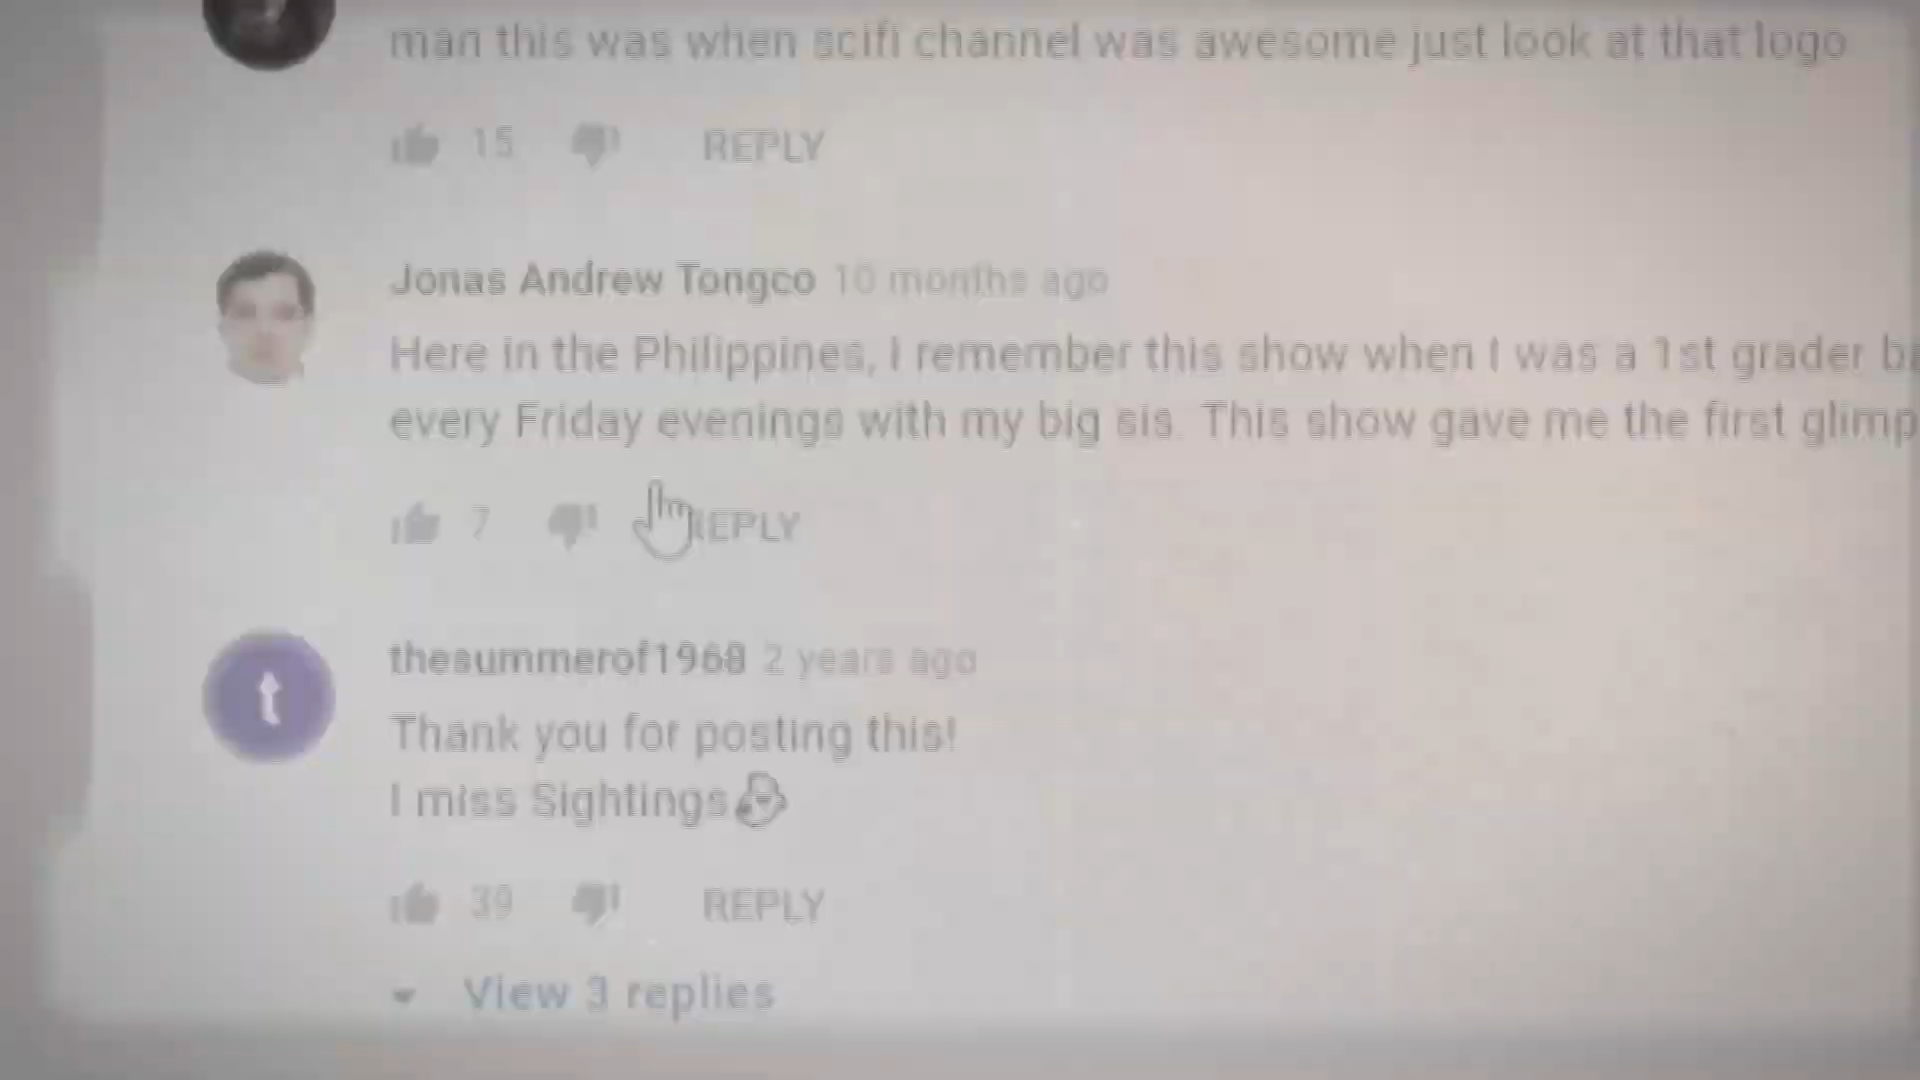 man this was when scifi channel was awesome just look at that logo
15 REPLY
Jonas Andrew Tongco 10 months ago
Here in the Philippines, I remember this show when I was a 1st grader
every Friday evenings with my big sis. This show gave me the first
7 REPLY
t
thesummerof1968 2 years ago
Thank you for posting this!
I miss Sightings
39 REPLY
View 3 replies